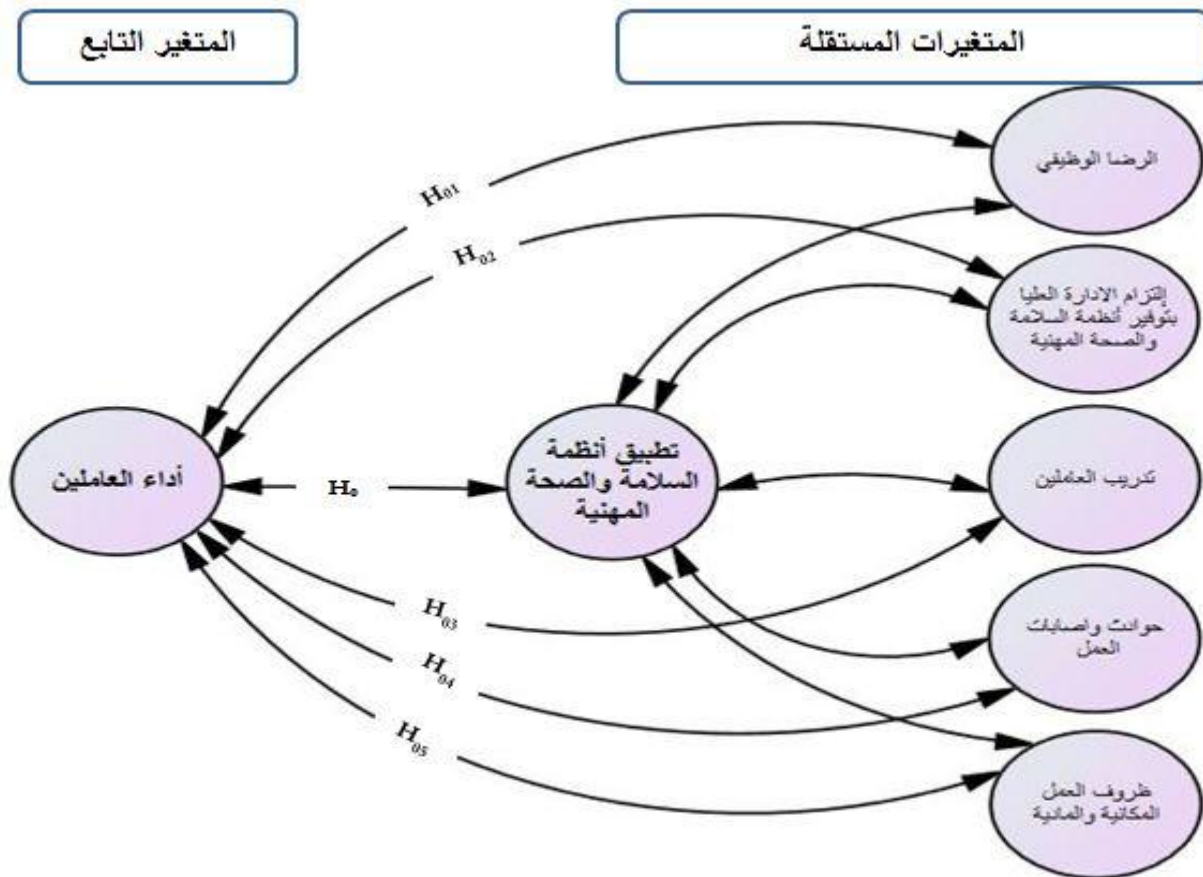 المتغيرات المستقلة
المتغير التابع
الرضا الوظيفي
إلتزام الادارة العليا
بتوفير أنظمة السلامة
والصحة المهنية
تدريب العاملين
حوادث واصابات
العمل
ظروف العمل
المكانية والمادية
تطبيق أنظمة
السلامة والصحة
المهنية
أداء العاملين
H01
H02
H0
H03
H04
H05